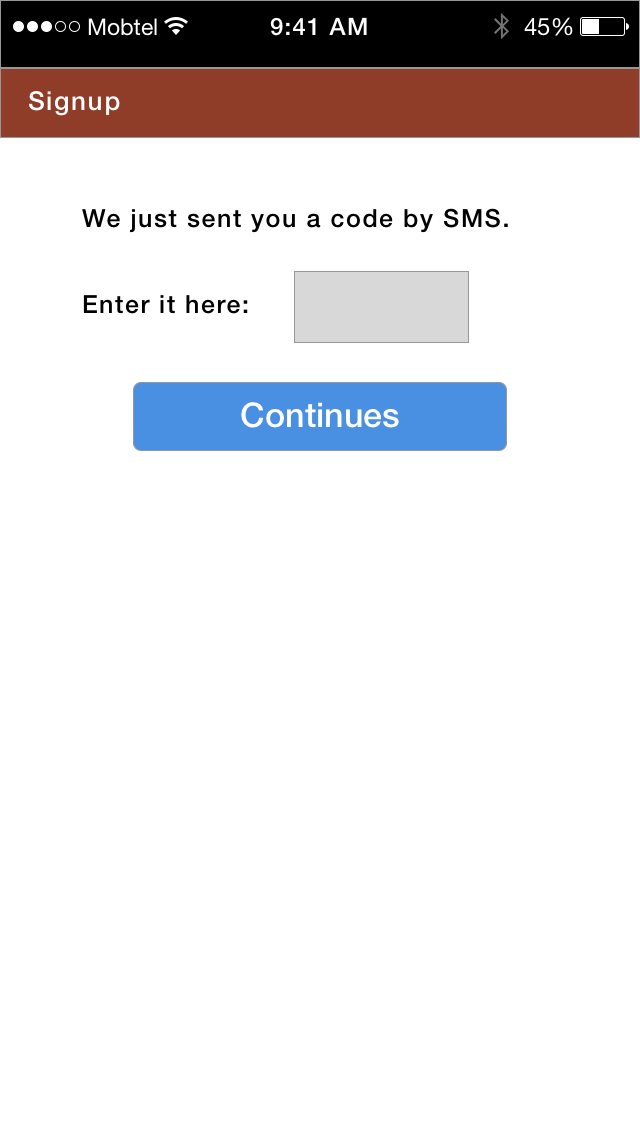 Mobtel 9:41 AM 45%
Signup
We just sent you a code by SMS.
Enter it here:
Continues